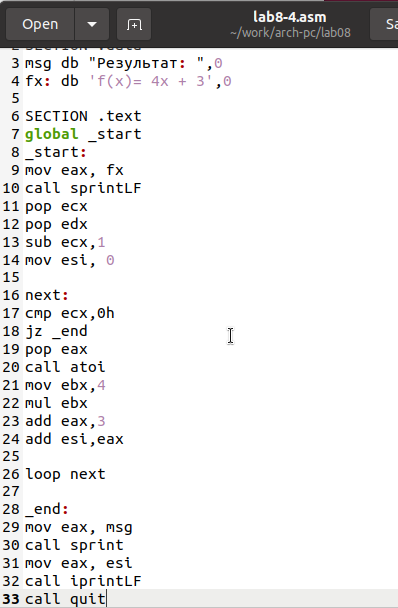 Open
lab8-4.asm
~/work/arch-pc/lab08
Sa
2 SECTION .data
3 msg db "Результат: ",0
4 fx: db 'f(x)= 4x + 3',0
5
6 SECTION .text
7 global _start
8 _start:
9 mov eax, fx
10 call sprintLF
11 pop ecx
12 pop edx
13 sub ecx,1
14 mov esi, 0
15
16 next:
17 cmp ecx,0h
18 jz _end
19 pop eax
20 call atoi
21 mov ebx,4
22 mul ebx
23 add eax,3
24 add esi,eax
25
26 loop next
27
28 _end:
29 mov eax, msg
30 call sprint
31 mov eax, esi
32 call iprintLF
33 call quit